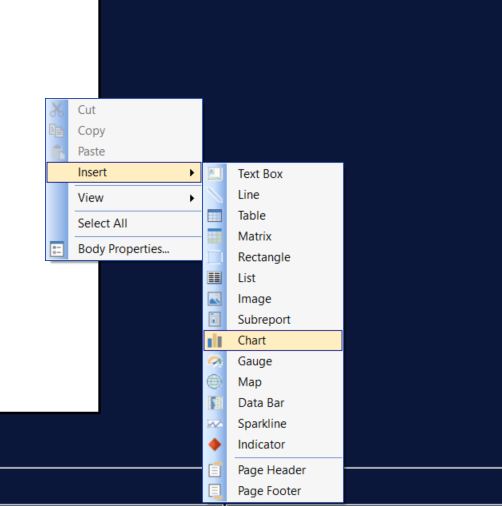 Cut
Copy
Paste
Insert
View
Select All
Body Properties...
Text Box
Line
Table
Matrix
Rectangle
List
Image
Subreport
Chart
Gauge
Map
Data Bar
Sparkline
Indicator
Page Header
Page Footer